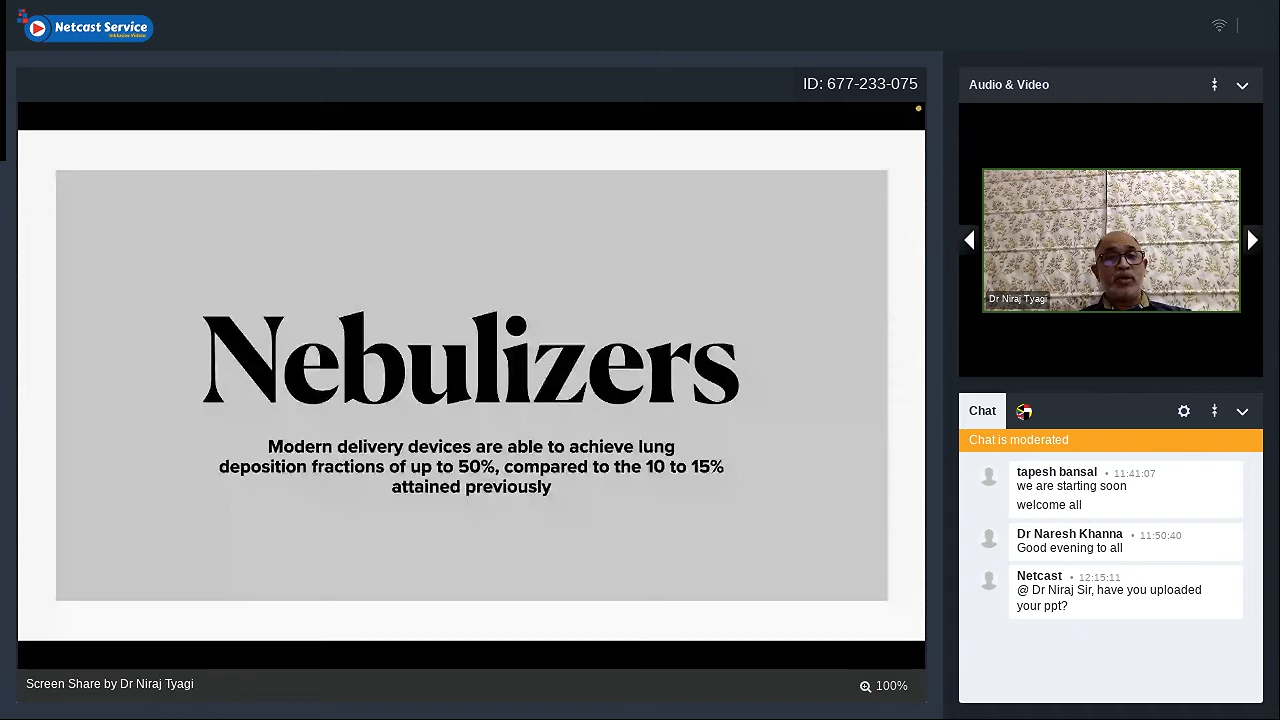 Netcast Service
Inklusive Videos
ID: 677-233-075
Nebulizers
Modern delivery devices are able to achieve lung
deposition fractions of up to 50%, compared to the 10 to 15%
attained previously
Screen Share by Dr Niraj Tyagi
100%
Audio & Video
Dr Niraj Tyagi
Chat
Chat is moderated
tapesh bansal • 11:41:07
we are starting soon
welcome all
Dr Naresh Khanna • 11:50:40
Good evening to all
Netcast • 12:15:11
@ Dr Niraj Sir, have you uploaded
your ppt?